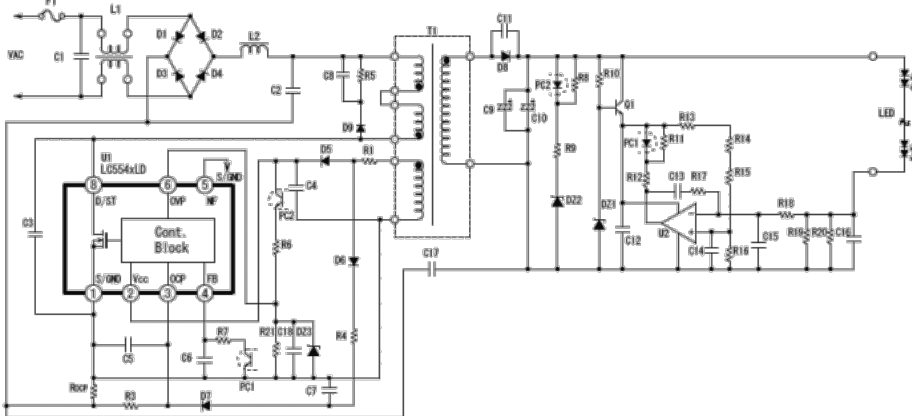 F1
L1
VAC
C1
D1
D2
D3
D4
L2
C2
C8
R5
D9
T1
C11
D8
C9
C10
PC2
R8
R9
DZ2
R10
Q1
DZ1
PC1
R11
R12
R13
R14
R15
C13
R17
U2
C12
C14
R16
C15
R18
R19
R20
C16
LED
U1
LC554xLD
8
6
5
S/GND
D/ST
OVP
NF
Cont.
Block
S/GND
Vcc
OCP
FB
1
2
3
4
C3
D5
R1
C4
PC2
R6
D6
R4
C17
C5
C6
R7
PC1
R21
C18
DZ3
C7
ROCP
R3
D7